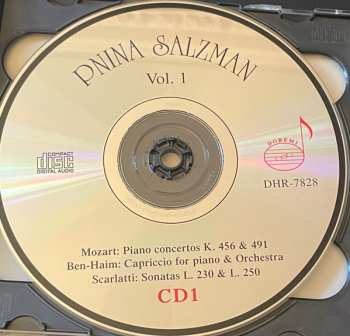 PNINA SALZMAN
Vol. 1
COMPACT
disc
DIGITAL AUDIO
DOREMI
DHR-7828
Mozart: Piano concertos K. 456 & 491
Ben-Haim: Capriccio for piano & Orchestra
Scarlatti: Sonatas L. 230 & L. 250
CD1